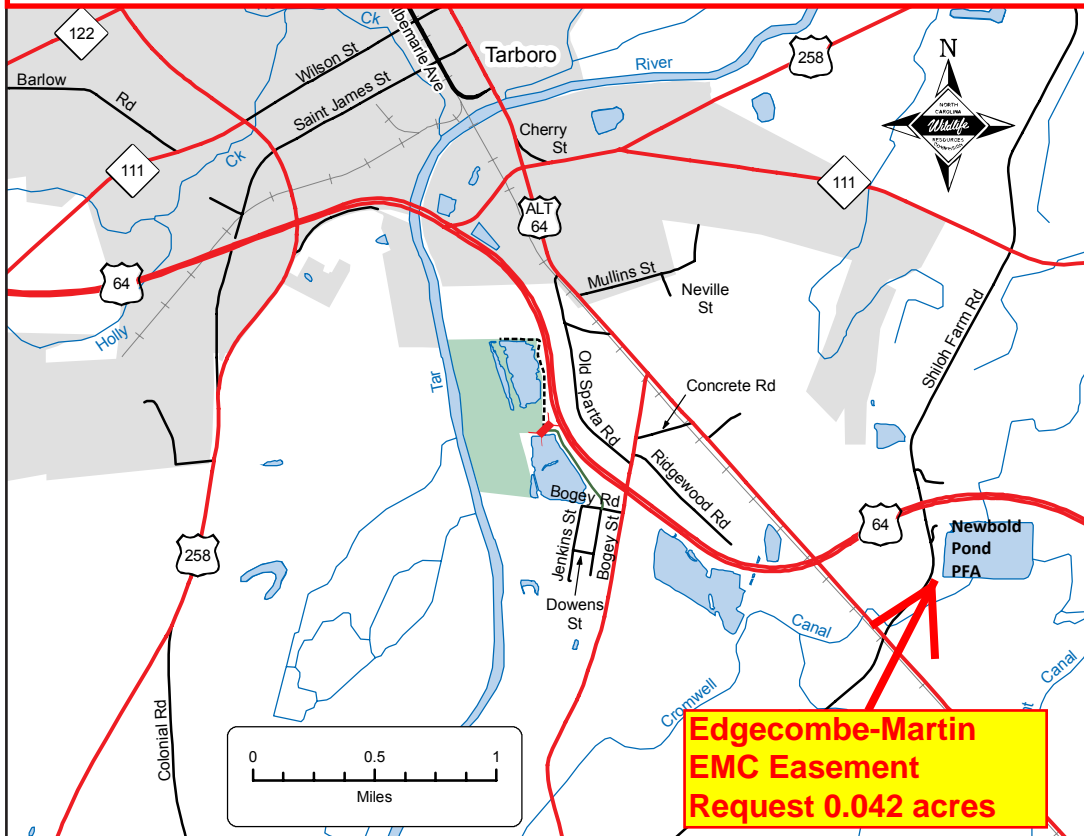 Ck
122
Wilson St
Albemarle Ave
Tarboro
River
258
N
Barlow
Rd
Saint James St
NORTH
CAROLINA
Wildlife
RESOURCES
COMMISSION
Cherry
St
Ck
111
111
ALT
64
64
Mullins St
Neville
St
Holly
Shiloh Farm Rd
Tar
Old Sparta Rd
Concrete Rd
Ridgewood Rd
Bogey Rd
64
Newbold
Pond
PFA
258
Jenkins St
Bogey St
Dowens
St
Canal
Canal
Cromwell
Colonial Rd
0
0.5
1
Miles
Edgecombe-Martin
EMC Easement
Request 0.042 acres